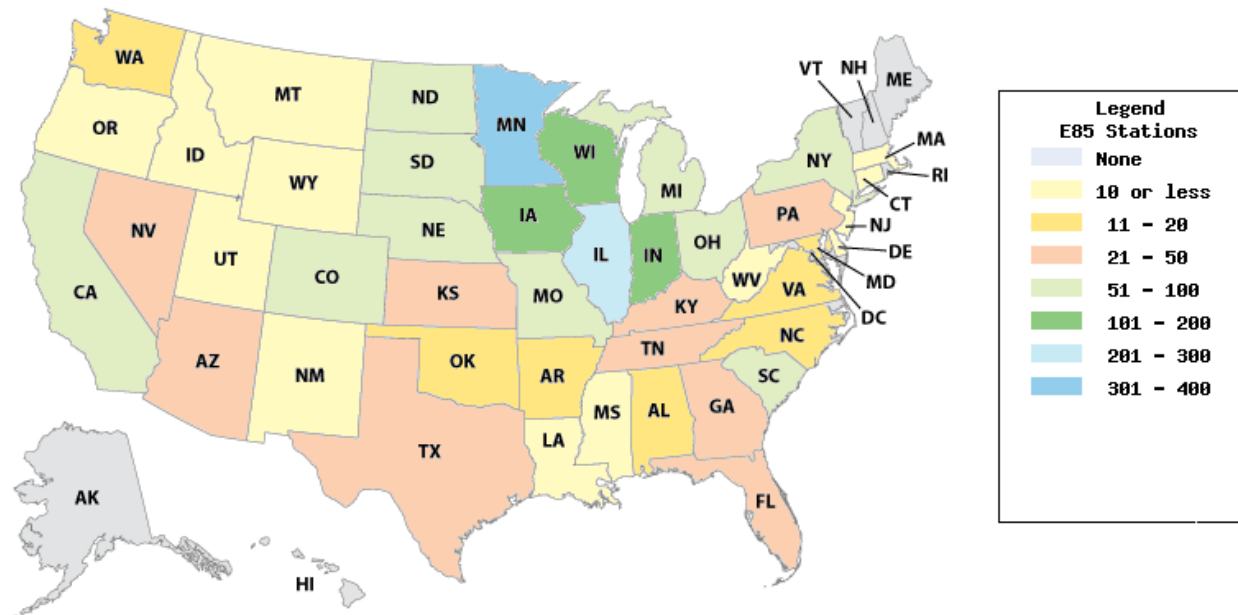 WA
MT
ND
MN
VT
NH
ME
OR
ID
SD
WI
NY
MA
WY
MI
RI
CT
NV
NE
IA
PA
NJ
UT
CO
IL
IN
OH
DE
CA
KS
MO
WV
VA
MD
KY
DC
AZ
NM
OK
AR
TN
NC
SC
MS
AL
GA
LA
TX
AK
FL
HI
Legend
E85 Stations
None
10 or less
11 - 20
21 - 50
51 - 100
101 - 200
201 - 300
301 - 400